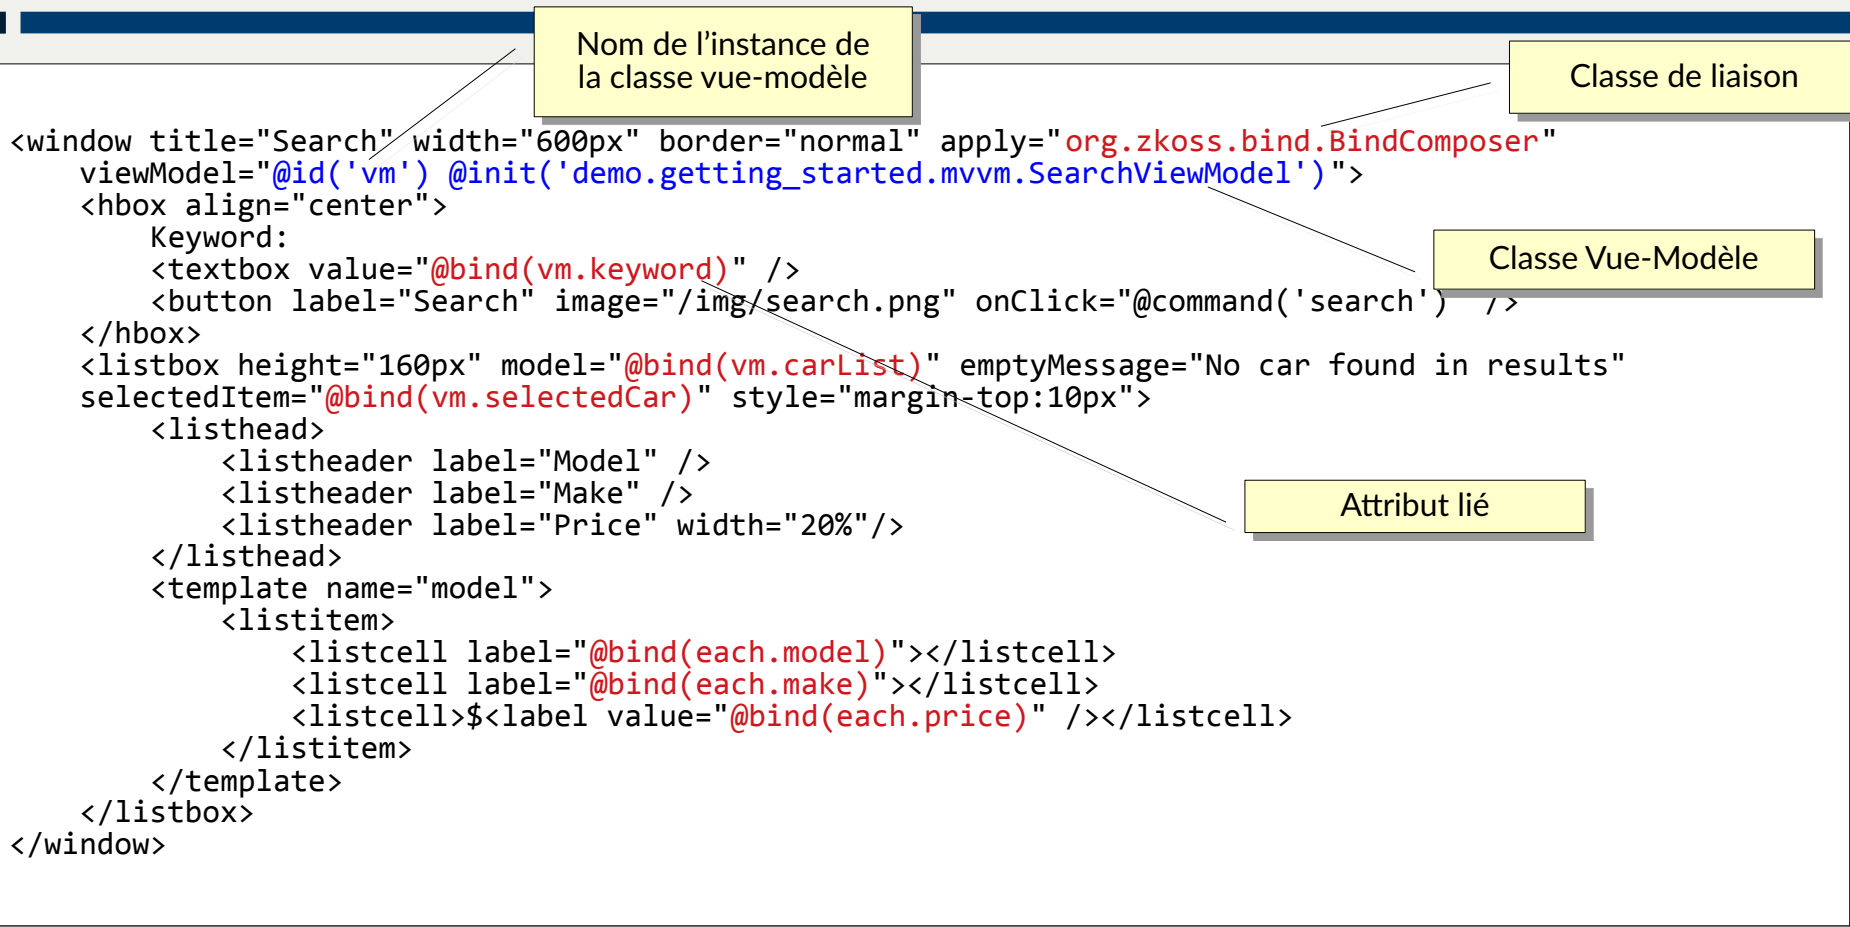 Nom de l’instance de
la classe vue-modèle
Classe de liaison
<window title="Search" width="600px" border="normal" apply="org.zkoss.bind.BindComposer"
    viewModel="@id('vm') @init('demo.getting_started.mvvm.SearchViewModel')">
    <hbox align="center">
        Keyword:
Classe Vue-Modèle
        <textbox value="@bind(vm.keyword)" />
        <button label="Search" image="/img/search.png" onClick="@command('search')  />
    </hbox>
    <listbox height="160px" model="@bind(vm.carList)" emptyMessage="No car found in results"
    selectedItem="@bind(vm.selectedCar)" style="margin-top:10px">
        <listhead>
            <listheader label="Model" />
            <listheader label="Make" />
Attribut lié
            <listheader label="Price" width="20%"/>
        </listhead>
        <template name="model">
            <listitem>
                <listcell label="@bind(each.model)"></listcell>
                <listcell label="@bind(each.make)"></listcell>
                <listcell>$<label value="@bind(each.price)" /></listcell>
            </listitem>
        </template>
    </listbox>
</window>